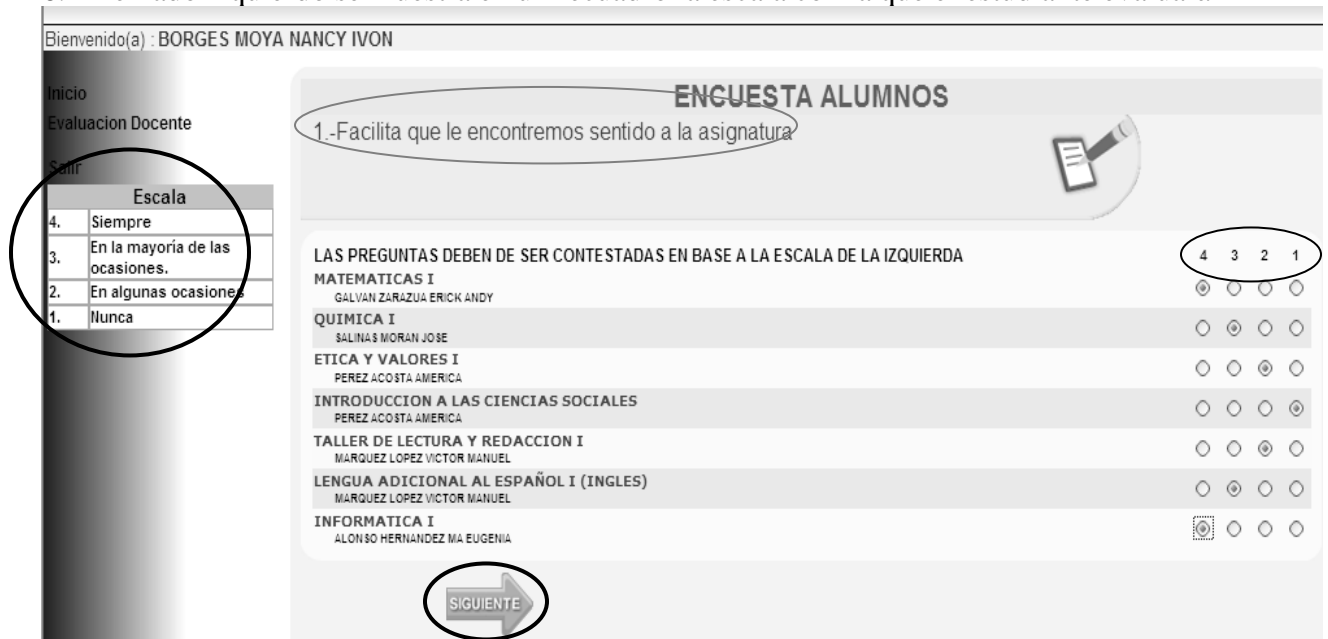 Bienvenido(a) : BORGES MOYA NANCY IVON
Inicio
Evaluacion Docente
Salir
Escala
4. Siempre
3. En la mayoría de las
ocasiones.
2. En algunas ocasiones
1. Nunca
ENCUESTA ALUMNOS
1.-Facilita que le encontremos sentido a la asignatura
LAS PREGUNTAS DEBEN DE SER CONTESTADAS EN BASE A LA ESCALA DE LA IZQUIERDA 4 3 2 1
MATEMATICAS I
GALVAN ZARAZUA ERICK ANDY
QUIMICA I
SALINAS MORAN JOSE
ETICA Y VALORES I
PEREZ ACOSTA AMERICA
INTRODUCCION A LAS CIENCIAS SOCIALES
PEREZ ACOSTA AMERICA
TALLER DE LECTURA Y REDACCION I
MARQUEZ LOPEZ VICTOR MANUEL
LENGUA ADICIONAL AL ESPAÑOL I (INGLES)
MARQUEZ LOPEZ VICTOR MANUEL
INFORMATICA I
ALONSO HERNANDEZ MA EUGENIA
SIGUIENTE